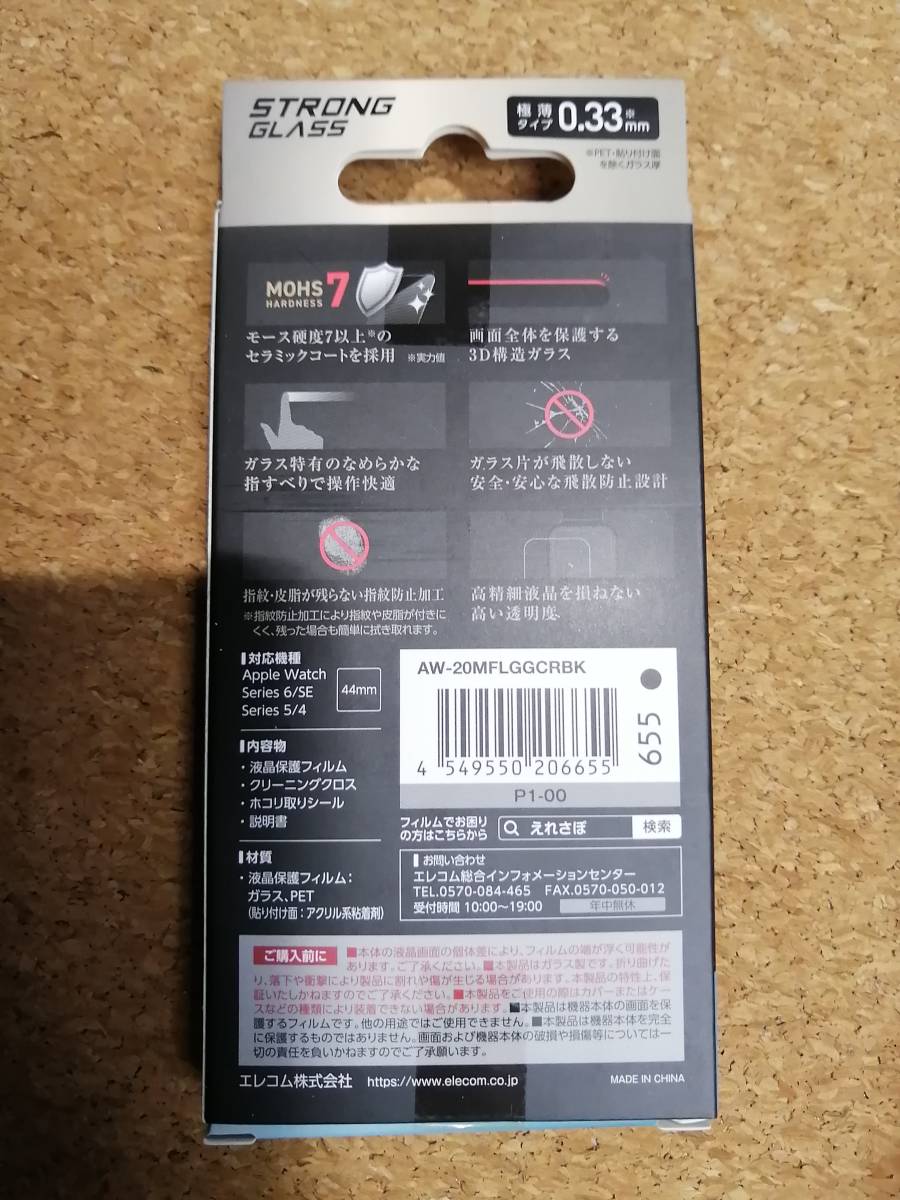 STRONG
GLASS
極薄
タイプ
0.33※mm
※PET・貼り付け面
を除くガラス厚
MOHS 7
HARDNESS
モース硬度7以上※の
セラミックコートを採用 ※実力値
画面全体を保護する
3D構造ガラス
ガラス特有のなめらかな
指すべりで操作快適
ガラス片が飛散しない
安全・安心な飛散防止設計
指紋・皮脂が残らない指紋防止加工
※指紋防止加工により指紋や皮脂が付きに
くく、残った場合も簡単に拭き取れます。
高精細液晶を損ねない
高い透明度
対応機種
Apple Watch
Series 6/SE
Series 5/4
44mm
内容物
・液晶保護フィルム
・クリーニングクロス
・ホコリ取りシール
・説明書
材質
・液晶保護フィルム:
ガラス、PET
(貼り付け面:アクリル系粘着剤)
AW-20MFLGGCRBK
4 549550 206655
655
P1-00
フィルムでお困り
の方はこちらから
えれさぽ 検索
お問い合わせ
エレコム総合インフォメーションセンター
TEL.0570-084-465 FAX.0570-050-012
受付時間 10:00～19:00 年中無休
ご購入前に
■本体の液晶画面の個体差により、フィルムの端が浮く可能性が
あります。ご了承ください。■本製品はガラス製です。折り曲げた
り、落下や衝撃により製品に割れや傷が生じる場合があります。本製品の特性上、保
証いたしかねますのでご了承ください。■本製品をご使用の際はカバーまたはケー
スなどの種類により装着できない場合があります。■本製品は機器本体の画面を保
護するフィルムです。他の用途ではご使用できません。■本製品は機器本体を完全
に保護するものではありません。画面および機器本体の破損や損傷等については一
切の責任を負いかねますのでご了承願います。
エレコム株式会社 https://www.elecom.co.jp
MADE IN CHINA